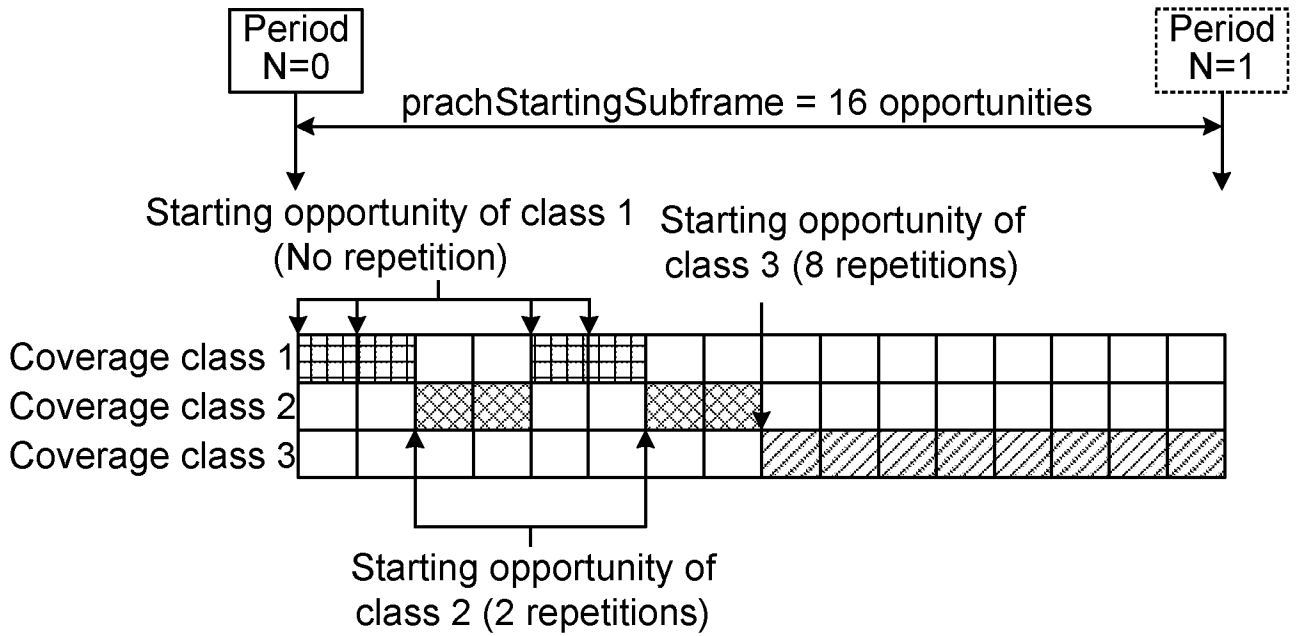 Period
N=0
Period
N=1
prachStartingSubframe = 16 opportunities
Starting opportunity of class 1
(No repetition)
Starting opportunity of
class 3 (8 repetitions)
Coverage class 1
Coverage class 2
Coverage class 3
Starting opportunity of
class 2 (2 repetitions)